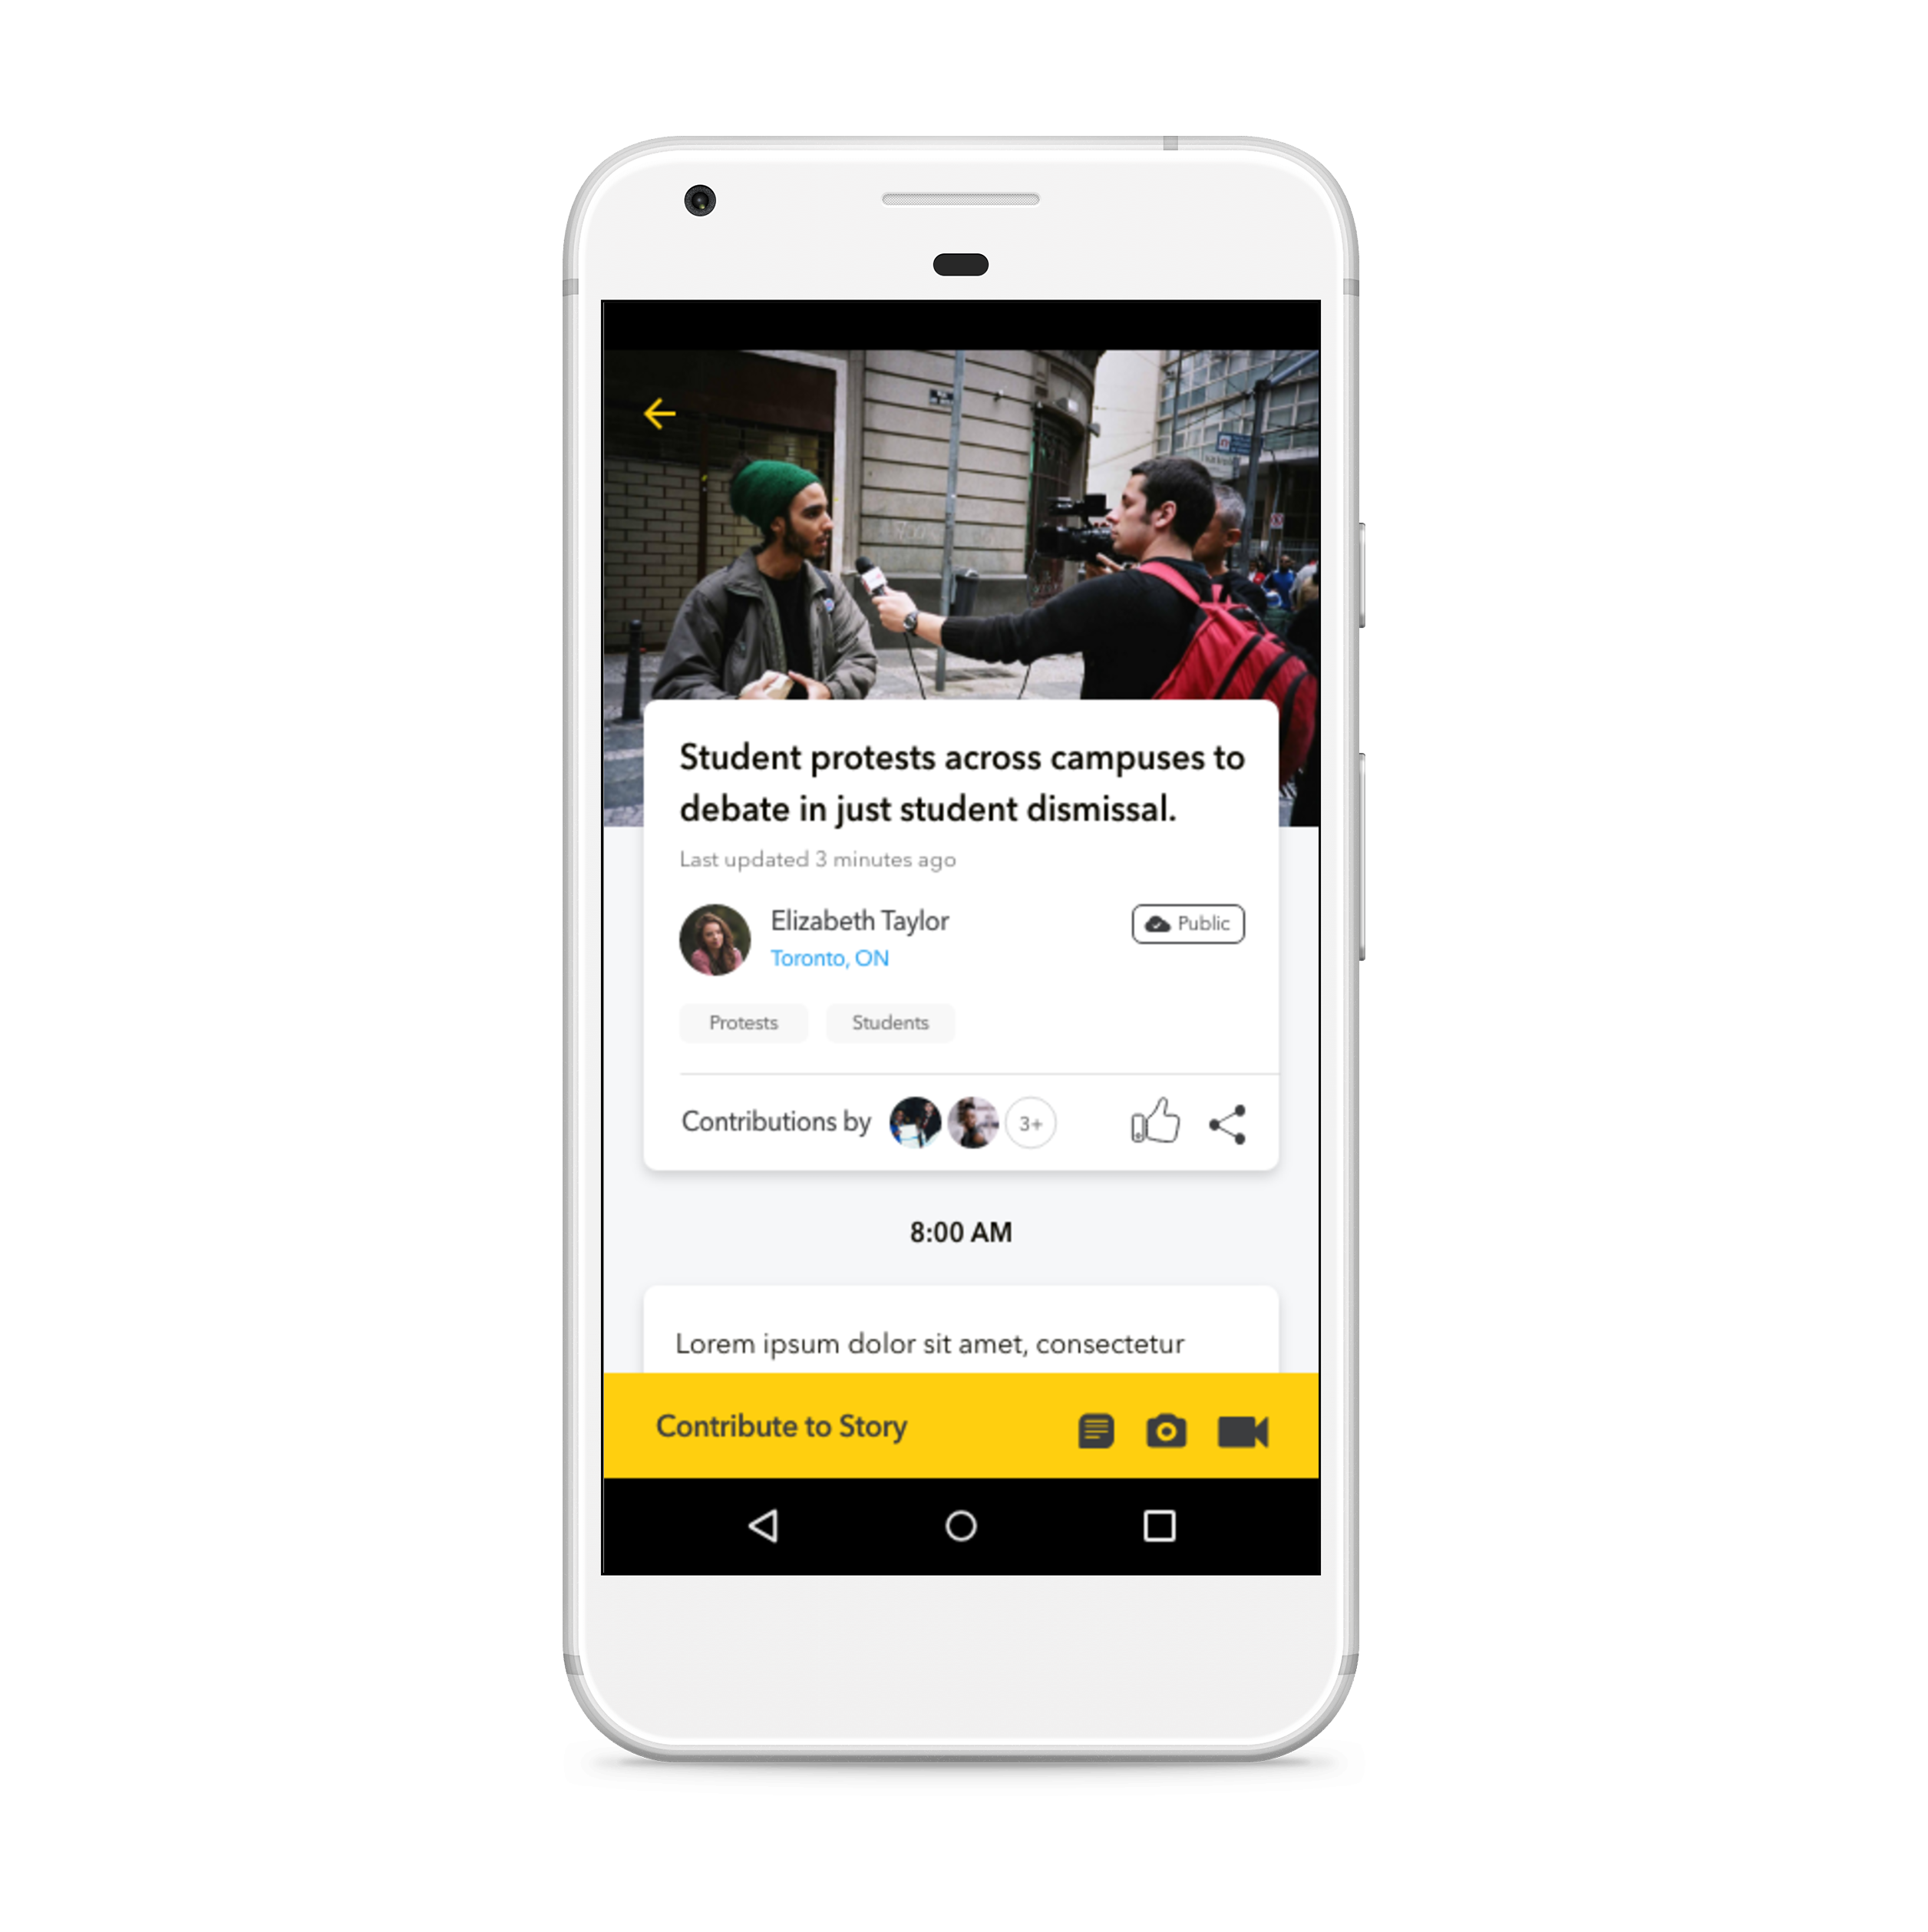 Student protests across campuses to
debate in just student dismissal.
Last updated 3 minutes ago
Elizabeth Taylor
Public
Toronto, ON
Protests
Students
Contributions by
3+
8:00 AM
Lorem ipsum dolor sit amet, consectetur
Contribute to Story